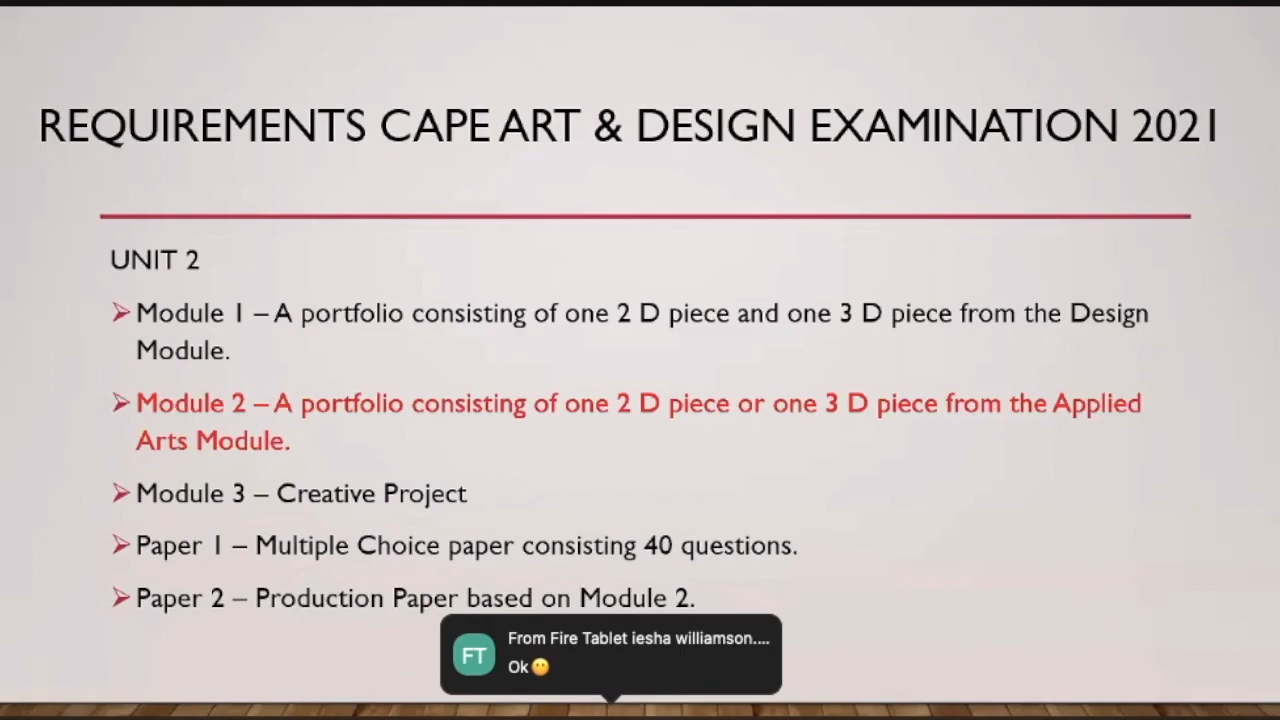 REQUIREMENTS CAPE ART & DESIGN EXAMINATION 2021
UNIT 2
Module 1 – A portfolio consisting of one 2 D piece and one 3 D piece from the Design
Module.
Module 2 – A portfolio consisting of one 2 D piece or one 3 D piece from the Applied
Arts Module.
Module 3 – Creative Project
Paper 1 – Multiple Choice paper consisting 40 questions.
Paper 2 – Production Paper based on Module 2.
FT
From Fire Tablet iesha williamson....
Ok😬